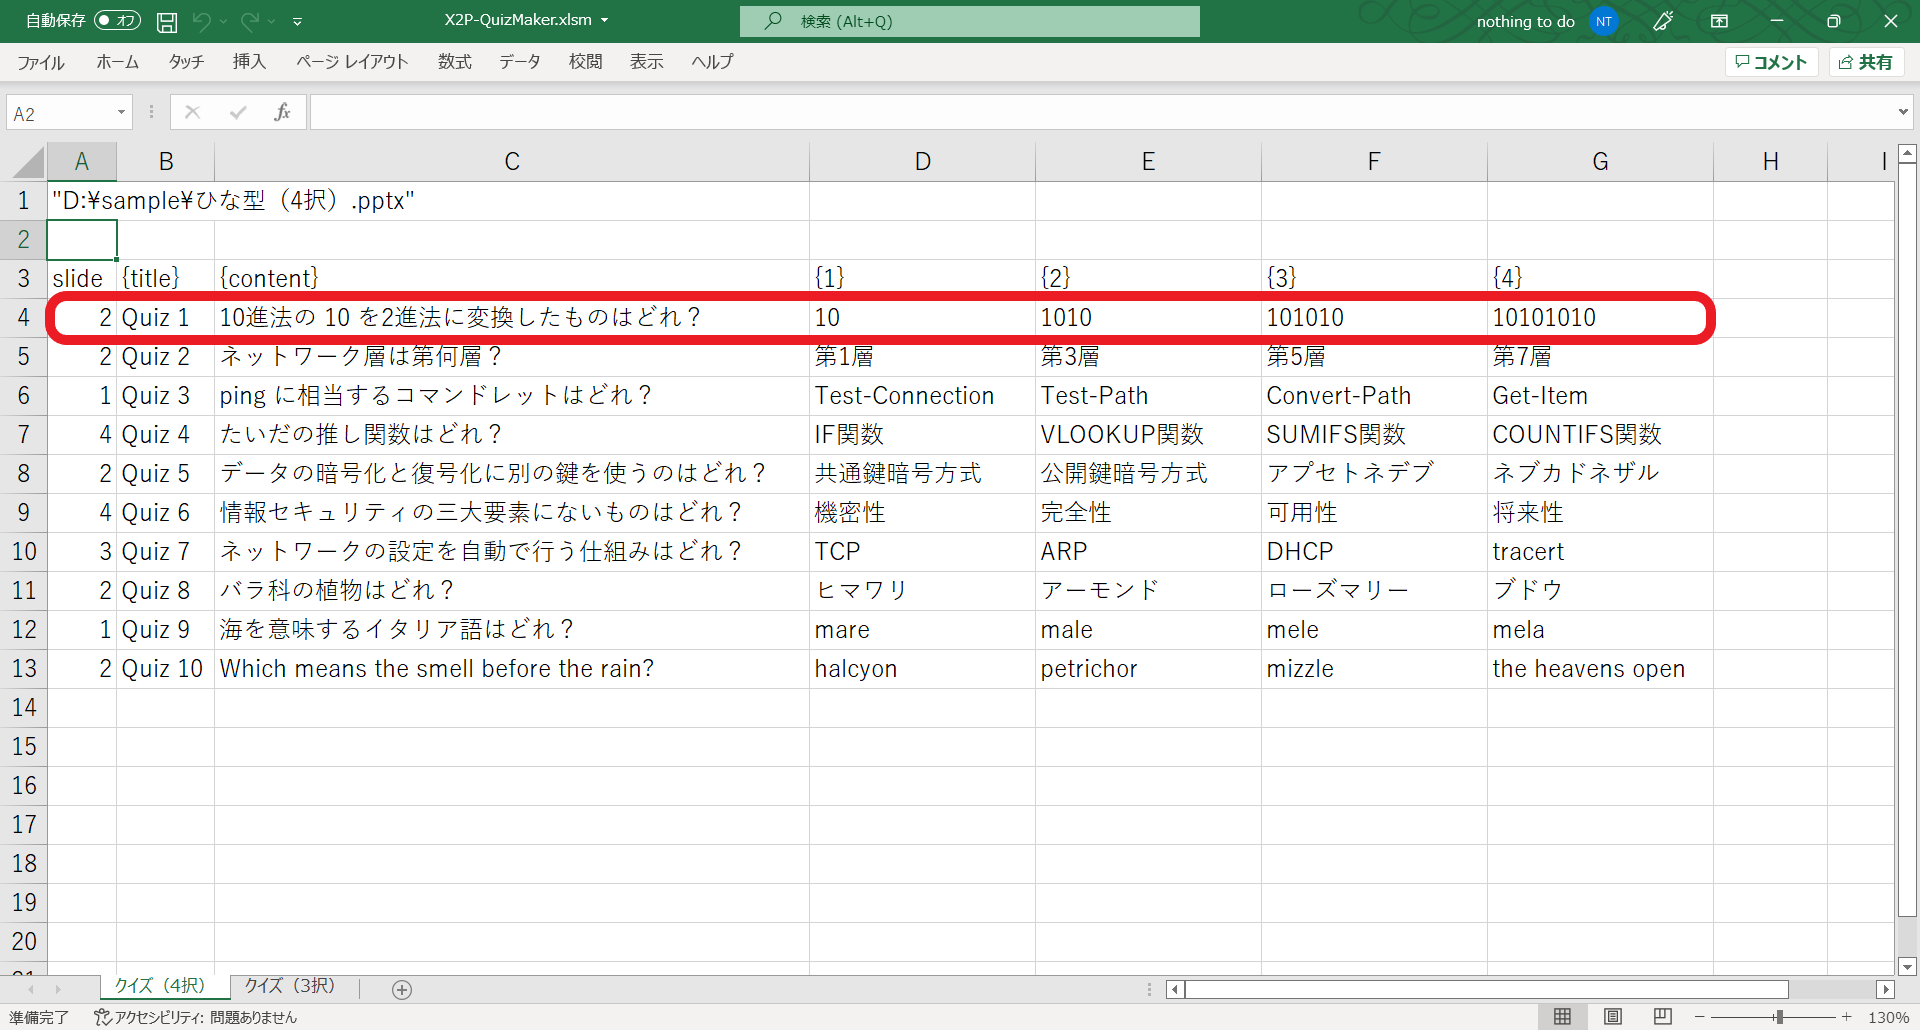 自動保存 オフ X2P-QuizMaker.xlsm 検索 (Alt+Q) nothing to do NT
ファイル ホーム タッチ 挿入 ページ レイアウト 数式 データ 校閲 表示 ヘルプ コメント 共有
A2 fx
A B C D E F G H I
1 "D:¥sample¥ひな型（4択）.pptx"
2
3 slide {title} {content} {1} {2} {3} {4}
4 2 Quiz 1 10進法の 10 を2進法に変換したものはどれ？ 10 1010 101010 10101010
5 2 Quiz 2 ネットワーク層は第何層？ 第1層 第3層 第5層 第7層
6 1 Quiz 3 ping に相当するコマンドレットはどれ？ Test-Connection Test-Path Convert-Path Get-Item
7 4 Quiz 4 たいだの推し関数はどれ？ IF関数 VLOOKUP関数 SUMIFS関数 COUNTIFS関数
8 2 Quiz 5 データの暗号化と復号化に別の鍵を使うのはどれ？ 共通鍵暗号方式 公開鍵暗号方式 アプセトネデブ ネブカドネザル
9 4 Quiz 6 情報セキュリティの三大要素にないものはどれ？ 機密性 完全性 可用性 将来性
10 3 Quiz 7 ネットワークの設定を自動で行う仕組みはどれ？ TCP ARP DHCP tracert
11 2 Quiz 8 バラ科の植物はどれ？ ヒマワリ アーモンド ローズマリー ブドウ
12 1 Quiz 9 海を意味するイタリア語はどれ？ mare male mele mela
13 2 Quiz 10 Which means the smell before the rain? halcyon petrichor mizzle the heavens open
14
15
16
17
18
19
20
21
クイズ（4択） クイズ（3択）
準備完了 アクセシビリティ: 問題ありません 130%